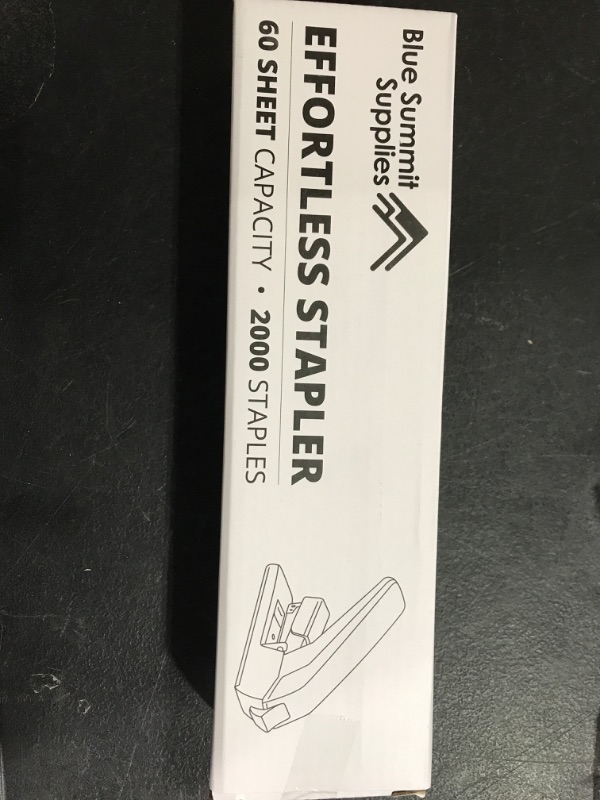 Blue Summit
Supplies
EFFORTLESS STAPLER
60 SHEET CAPACITY • 2000 STAPLES